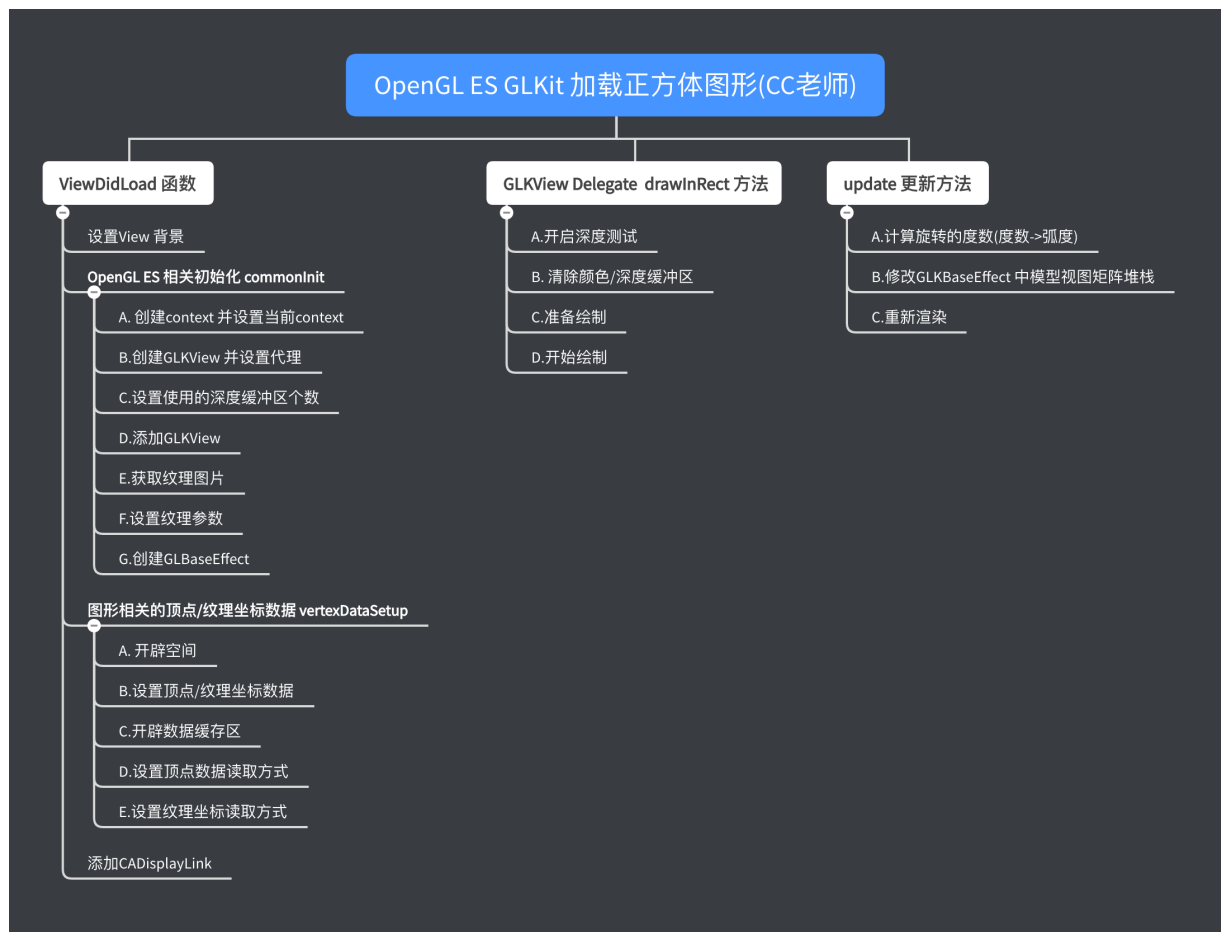 OpenGL ES GLKit 加载正方体图形(CC老师)
ViewDidLoad 函数
设置View 背景
OpenGL ES 相关初始化 commonInit
A. 创建context 并设置当前context
B.创建GLKView 并设置代理
C.设置使用的深度缓冲区个数
D.添加GLKView
E.获取纹理图片
F.设置纹理参数
G.创建GLBaseEffect
图形相关的顶点/纹理坐标数据 vertexDataSetup
A. 开辟空间
B.设置顶点/纹理坐标数据
C.开辟数据缓存区
D.设置顶点数据读取方式
E.设置纹理坐标读取方式
添加CADisplayLink
GLKView Delegate drawInRect 方法
A.开启深度测试
B. 清除颜色/深度缓冲区
C.准备绘制
D.开始绘制
update 更新方法
A.计算旋转的度数(度数->弧度)
B.修改GLKBaseEffect 中模型视图矩阵堆栈
C.重新渲染